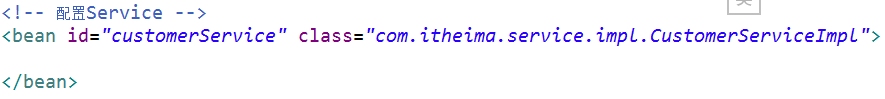 <!-- 配置Service -->
<bean id="customerService" class="com.itheima.service.impl.CustomerServiceImpl">
</bean>